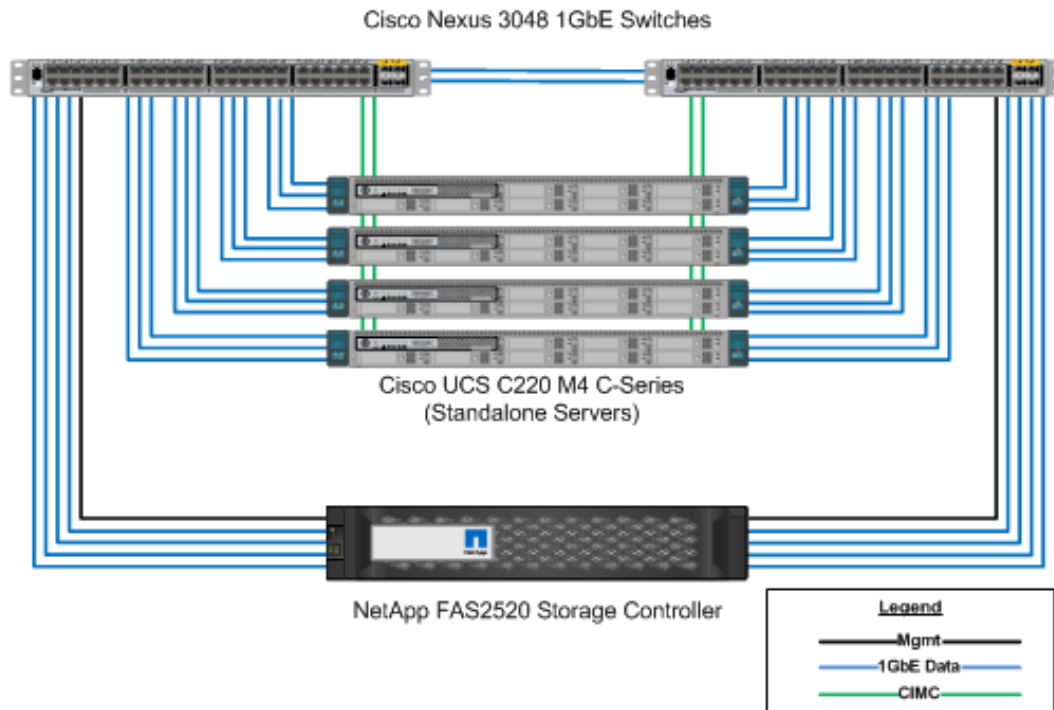 Cisco Nexus 3048 1GbE Switches
Cisco UCS C220 M4 C-Series
(Standalone Servers)
NetApp
NetApp FAS2520 Storage Controller
Legend
Mgmt
1GbE Data
CIMC